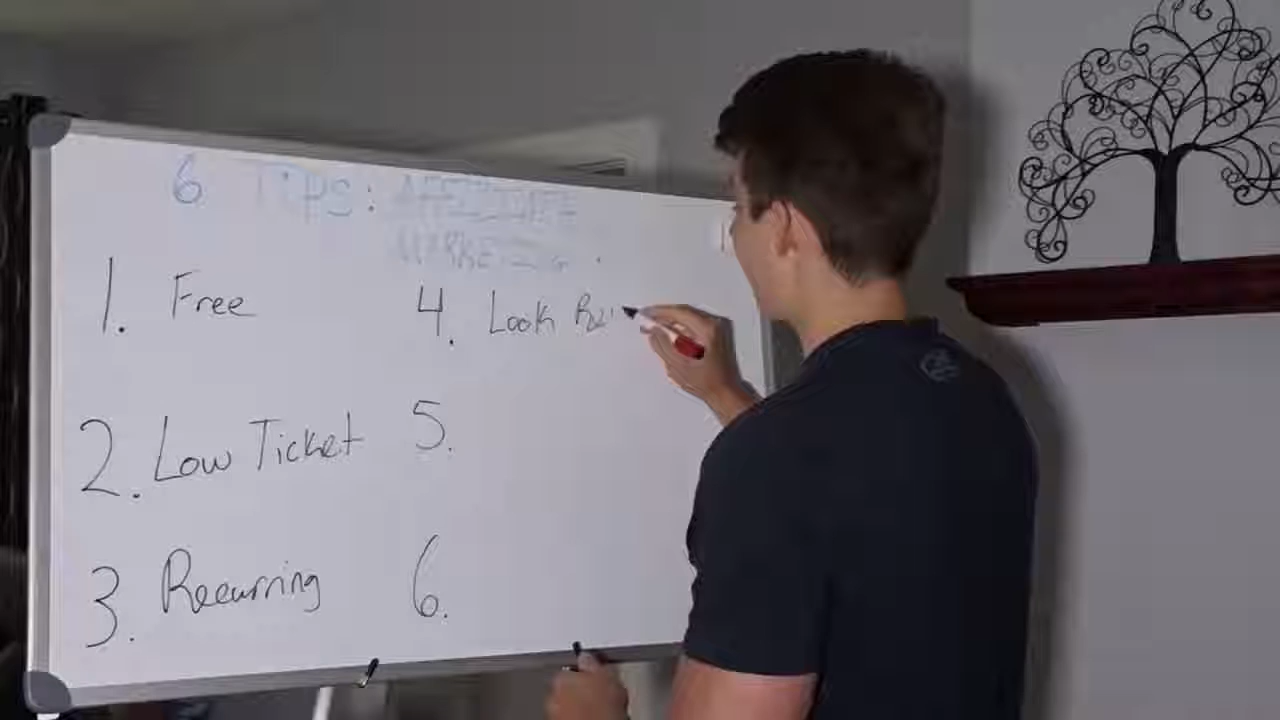 6 TIPS: AFFILIATE
MARKETING.
1. Free
2. Low Ticket
3. Recurring
4. Look
5.
6.